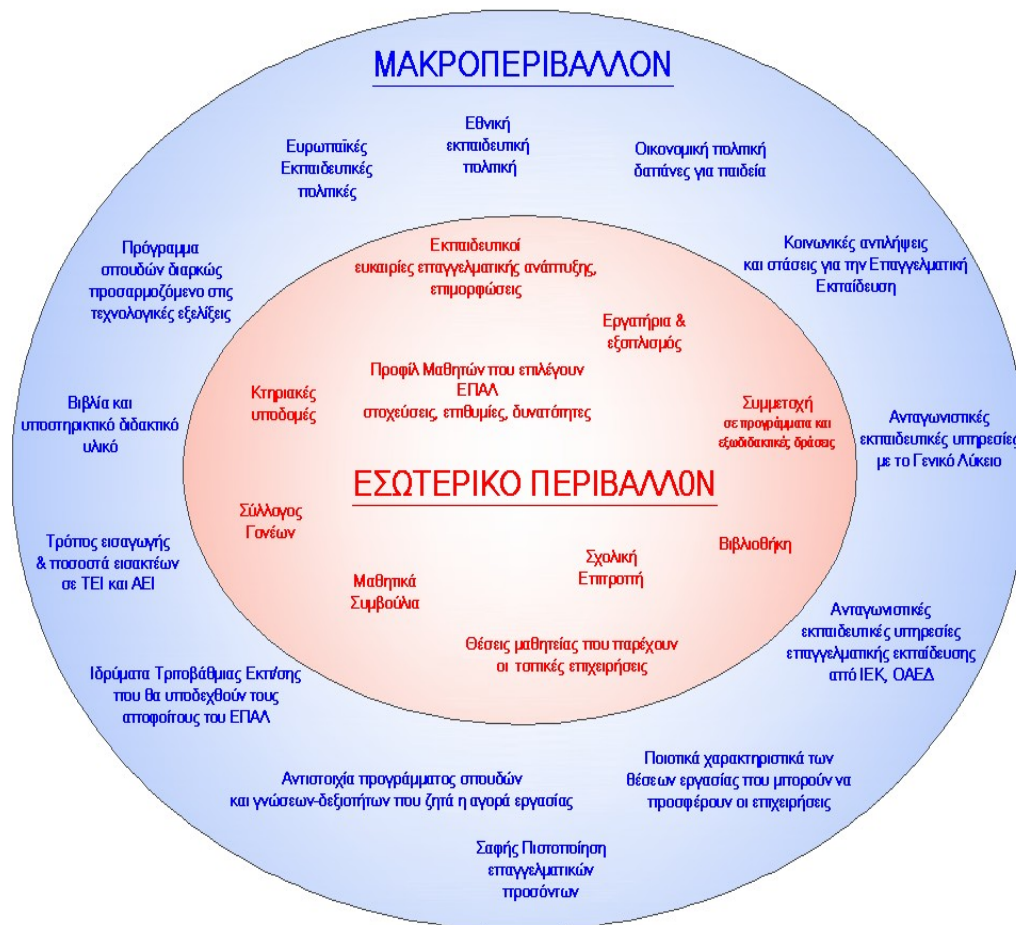 ΜΑΚΡΟΠΕΡΙΒΑΛΛΟΝ
Ευρωπαϊκές
Εκπαιδευτικές
πολιτικές
Εθνική
εκπαιδευτική
πολιτική
Οικονομική πολιτική
δαπάνες για παιδεία
Κοινωνικές αντιλήψεις
και στάσεις για την Επαγγελματική
Εκπαίδευση
Πρόγραμμα
σπουδών διαρκώς
προσαρμοζόμενο στις
τεχνολογικές εξελίξεις
Εκπαιδευτικοί
ευκαιρίες επαγγελματικής ανάπτυξης,
επιμορφώσεις
Εργατήρια &
εξοπλισμός
Προφίλ Μαθητών που επιλέγουν
ΕΠΑΛ
στοχεύσεις, επιθυμίες, δυνατότητες
Κτηριακές
υποδομές
Συμμετοχή
σε προγράμματα και
εξωδιδακτικές δράσεις
Βιβλία και
υποστηρικτικό διδακτικό
υλικό
Ανταγωνιστικές
εκπαιδευτικές υπηρεσίες
με το Γενικό Λύκειο
ΕΣΩΤΕΡΙΚΟ ΠΕΡΙΒΑΛΛ0Ν
Σύλλογος
Γονέων
Βιβλιοθήκη
Σχολική
Επιτροπή
Μαθητικά
Συμβούλια
Θέσεις μαθητείας που παρέχουν
οι τοπικές επιχειρήσεις
Τρόπος εισαγωγής
& ποσοστά εισακτέων
σε ΤΕΙ και ΑΕΙ
Ανταγωνιστικές
εκπαιδευτικές υπηρεσίες
επαγγελματικής εκπαίδευσης
από ΙΕΚ, ΟΑΕΔ
Ιδρύματα Τριτοβάθμιας Εκπ/σης
που θα υποδεχθούν τους
αποφοίτους του ΕΠΑΛ
Ποιοτικά χαρακτηριστικά των
θέσεων εργασίας που μπορούν να
προσφέρουν οι επιχειρήσεις
Αντιστοιχία προγράμματος σπουδών
και γνώσεων-δεξιοτήτων που ζητά η αγορά εργασίας
Σαφής Πιστοποίηση
επαγγελματικών
προσόντων